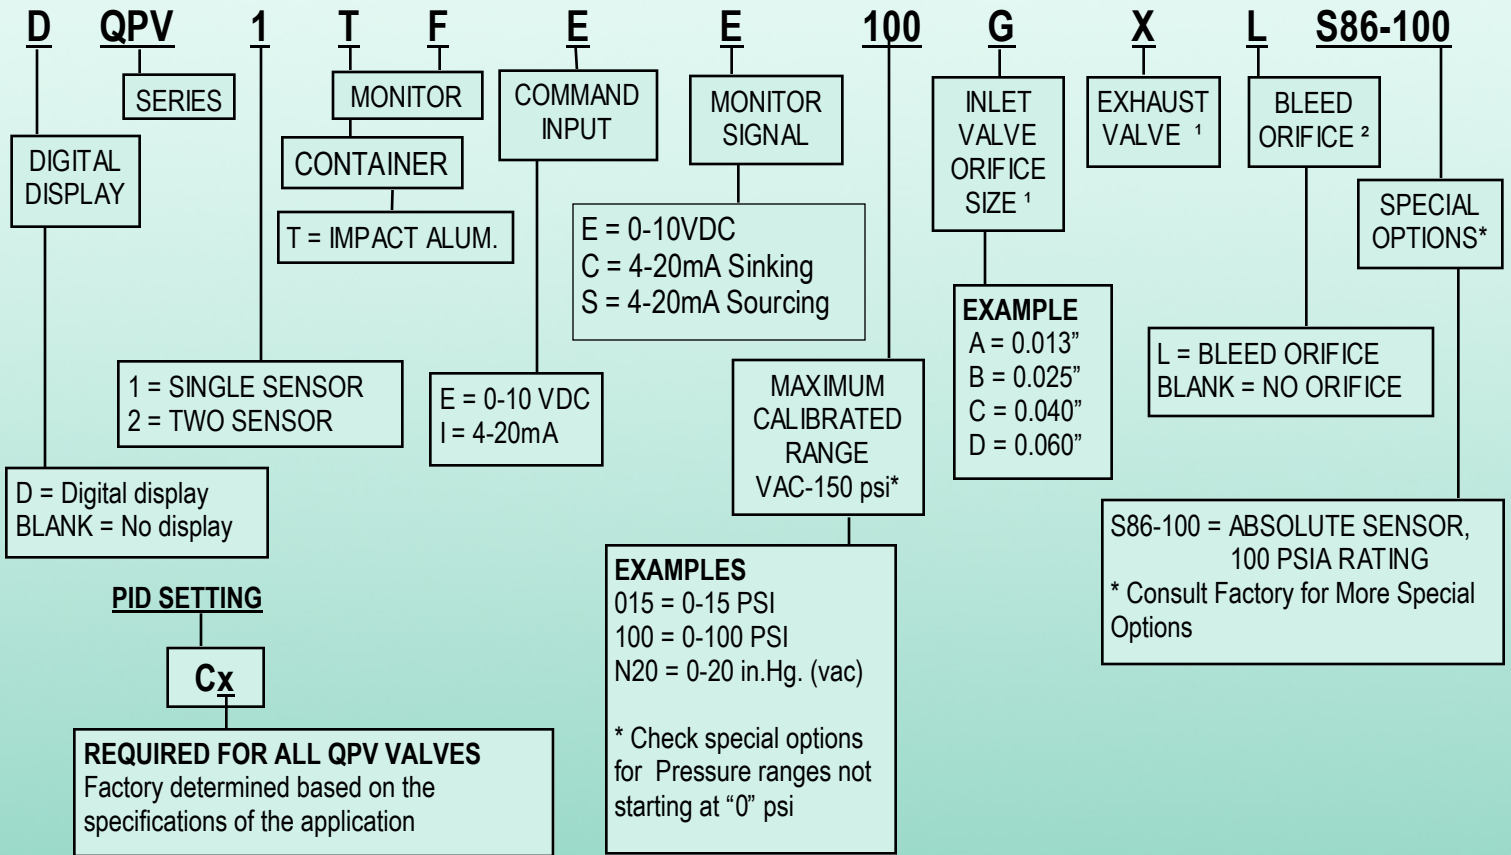 D QPV 1 T F E E 100 G X L S86-100
SERIES
MONITOR
COMMAND
INPUT
MONITOR
SIGNAL
INLET
VALVE
ORIFICE
SIZE ¹
EXHAUST
VALVE ¹
BLEED
ORIFICE ²
DIGITAL
DISPLAY
CONTAINER
SPECIAL
OPTIONS*
T = IMPACT ALUM.
E = 0-10VDC
C = 4-20mA Sinking
S = 4-20mA Sourcing
EXAMPLE
A = 0.013”
B = 0.025”
C = 0.040”
D = 0.060”
L = BLEED ORIFICE
BLANK = NO ORIFICE
1 = SINGLE SENSOR
2 = TWO SENSOR
E = 0-10 VDC
I = 4-20mA
MAXIMUM
CALIBRATED
RANGE
VAC-150 psi*
D = Digital display
BLANK = No display
S86-100 = ABSOLUTE SENSOR,
100 PSIA RATING
* Consult Factory for More Special
Options
PID SETTING
Cx
EXAMPLES
015 = 0-15 PSI
100 = 0-100 PSI
N20 = 0-20 in.Hg. (vac)
* Check special options
for Pressure ranges not
starting at “0” psi
REQUIRED FOR ALL QPV VALVES
Factory determined based on the
specifications of the application